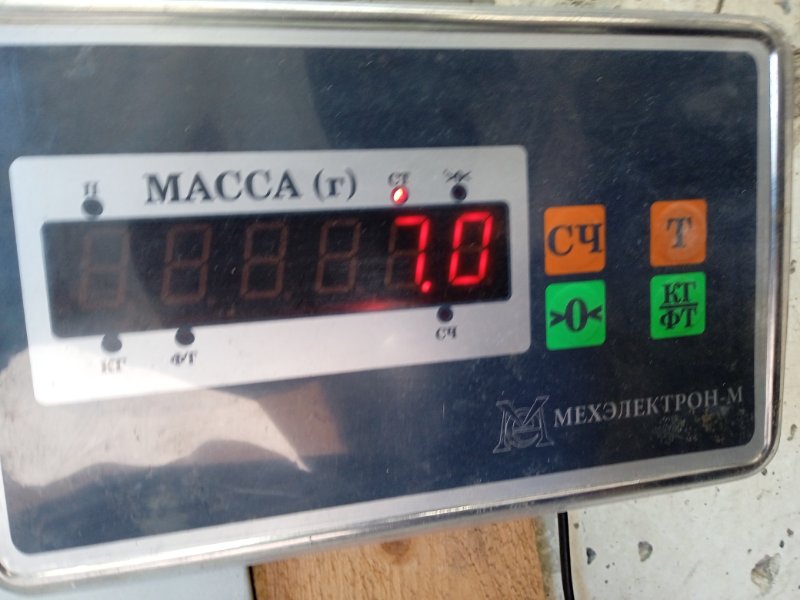 П МАССА (г) СТ >o<
7.0
КГ ФТ СЧ
СЧ Т
>0< КГ/ФТ
МЕХЭЛЕКТРОН-М